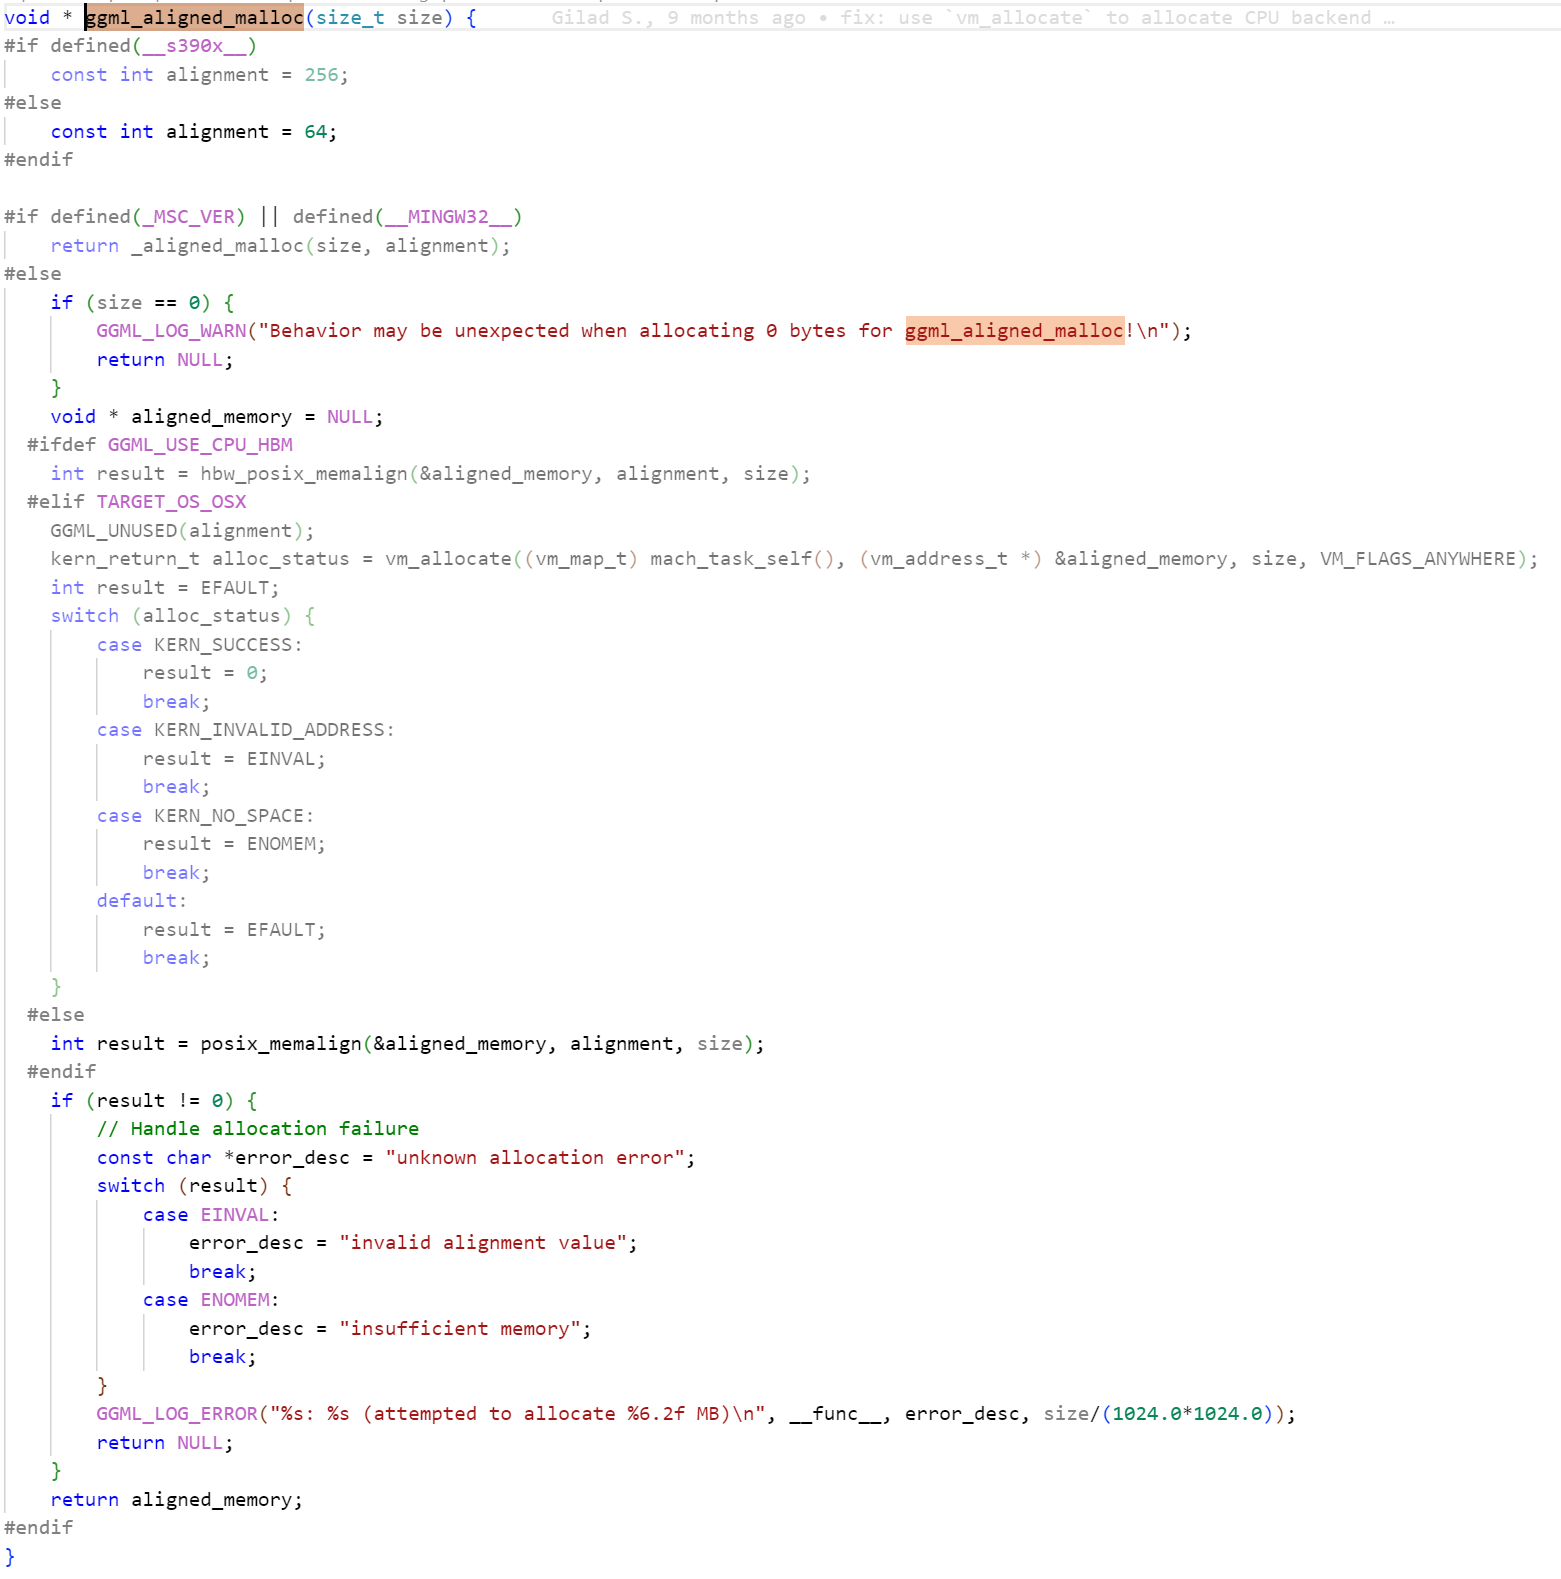 void * ggml_aligned_malloc(size_t size) {      Gilad S., 9 months ago • fix: use `vm_allocate` to allocate CPU backend …
#if defined(__s390x__)
    const int alignment = 256;
#else
    const int alignment = 64;
#endif

#if defined(_MSC_VER) || defined(__MINGW32__)
    return _aligned_malloc(size, alignment);
#else
    if (size == 0) {
        GGML_LOG_WARN("Behavior may be unexpected when allocating 0 bytes for ggml_aligned_malloc!\n");
        return NULL;
    }
    void * aligned_memory = NULL;
  #ifdef GGML_USE_CPU_HBM
    int result = hbw_posix_memalign(&aligned_memory, alignment, size);
  #elif TARGET_OS_OSX
    GGML_UNUSED(alignment);
    kern_return_t alloc_status = vm_allocate((vm_map_t) mach_task_self(), (vm_address_t *) &aligned_memory, size, VM_FLAGS_ANYWHERE);
    int result = EFAULT;
    switch (alloc_status) {
        case KERN_SUCCESS:
            result = 0;
            break;
        case KERN_INVALID_ADDRESS:
            result = EINVAL;
            break;
        case KERN_NO_SPACE:
            result = ENOMEM;
            break;
        default:
            result = EFAULT;
            break;
    }
  #else
    int result = posix_memalign(&aligned_memory, alignment, size);
  #endif
    if (result != 0) {
        // Handle allocation failure
        const char *error_desc = "unknown allocation error";
        switch (result) {
            case EINVAL:
                error_desc = "invalid alignment value";
                break;
            case ENOMEM:
                error_desc = "insufficient memory";
                break;
        }
        GGML_LOG_ERROR("%s: %s (attempted to allocate %6.2f MB)\n", __func__, error_desc, size/(1024.0*1024.0));
        return NULL;
    }
    return aligned_memory;
#endif
}